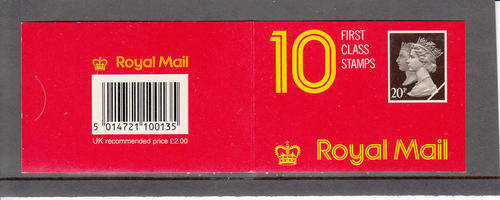 Royal Mail
5 014721 100135
UK recommended price £2.00
10 FIRST
CLASS
STAMPS
20P
Royal Mail